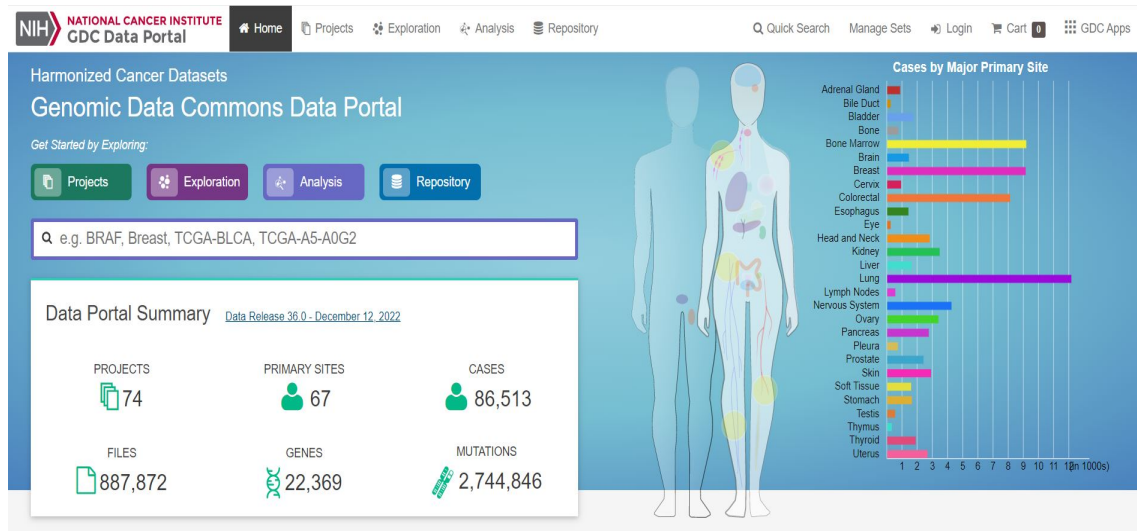 NIH NATIONAL CANCER INSTITUTE
GDC Data Portal
Home
Projects
Exploration
Analysis
Repository
Quick Search
Manage Sets
Login
Cart 0
GDC Apps
Harmonized Cancer Datasets
Genomic Data Commons Data Portal
Get Started by Exploring:
Projects
Exploration
Analysis
Repository
e.g. BRAF, Breast, TCGA-BLCA, TCGA-A5-A0G2
Data Portal Summary Data Release 36.0 - December 12, 2022
PROJECTS
74
PRIMARY SITES
67
CASES
86,513
FILES
887,872
GENES
22,369
MUTATIONS
2,744,846
Cases by Major Primary Site
Adrenal Gland
Bile Duct
Bladder
Bone
Bone Marrow
Brain
Breast
Cervix
Colorectal
Esophagus
Eye
Head and Neck
Kidney
Liver
Lung
Lymph Nodes
Nervous System
Ovary
Pancreas
Pleura
Prostate
Skin
Soft Tissue
Stomach
Testis
Thymus
Thyroid
Uterus
1 2 3 4 5 6 7 8 9 10 11 12 (in 1000s)